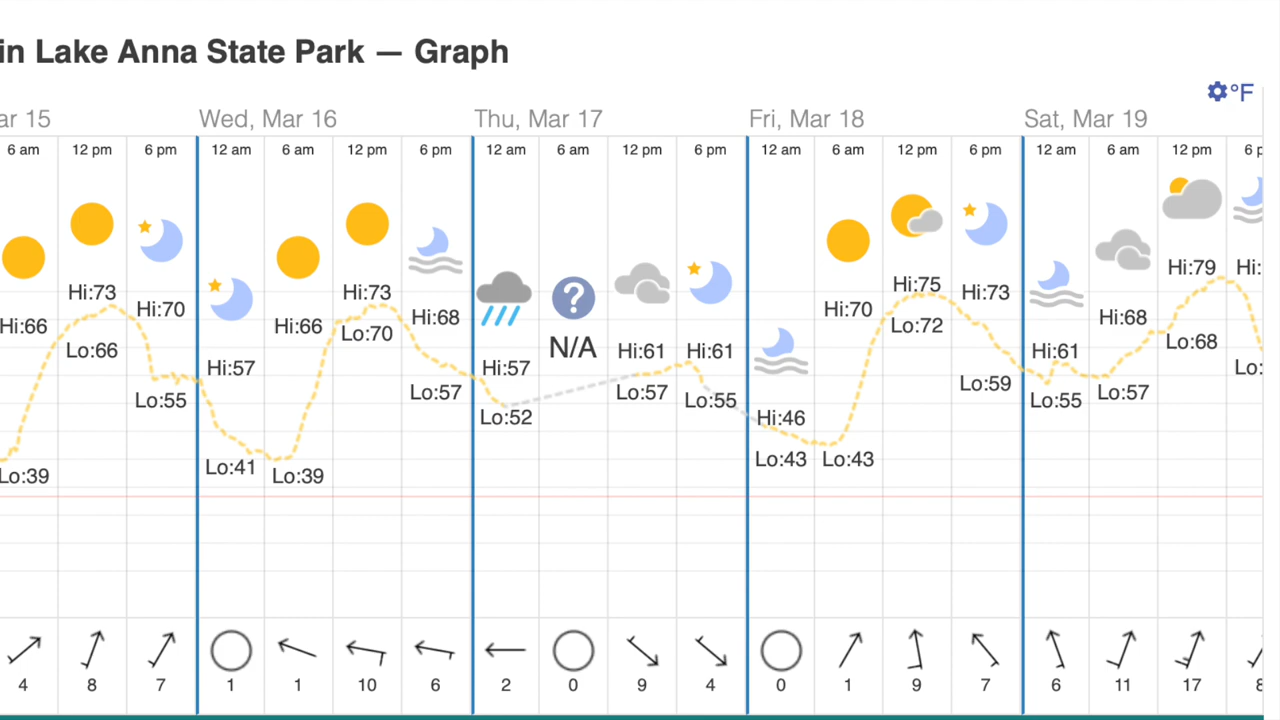 in Lake Anna State Park — Graph
°F
ar 15 Wed, Mar 16 Thu, Mar 17 Fri, Mar 18 Sat, Mar 19
6 am 12 pm 6 pm 12 am 6 am 12 pm 6 pm 12 am 6 am 12 pm 6 pm 12 am 6 am 12 pm 6 pm 12 am 6 am 12 pm 6 p
Hi:66 Hi:73 Hi:70 Hi:57 Hi:66 Hi:73 Hi:68 Hi:57 ? N/A Hi:61 Hi:61 Hi:46 Hi:70 Hi:75 Hi:73 Hi:61 Hi:68 Hi:79 Hi:
Lo:39 Lo:66 Lo:55 Lo:41 Lo:39 Lo:70 Lo:57 Lo:52 Lo:57 Lo:55 Lo:43 Lo:43 Lo:72 Lo:59 Lo:55 Lo:57 Lo:68 Lo:
4 8 7 1 1 10 6 2 0 9 4 0 1 9 7 6 11 17 8